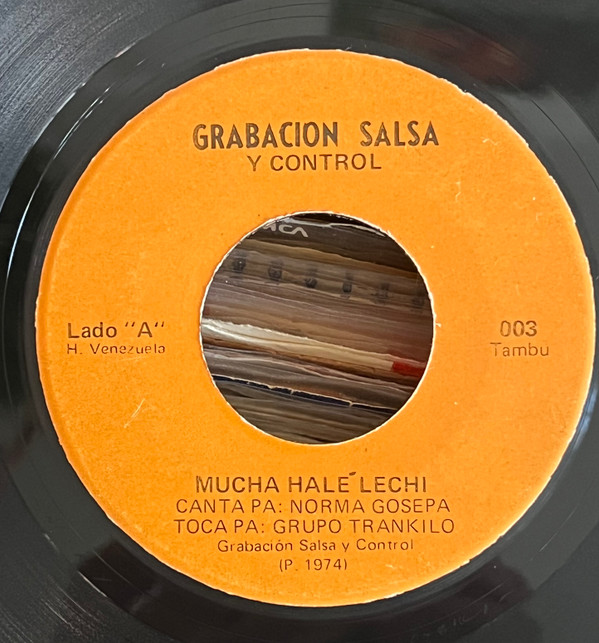 GRABACION SALSA
Y CONTROL
Lado "A"
H. Venezuela
003
Tambu
MUCHA HALE´ LECHI
CANTA PA: NORMA GOSEPA
TOCA PA: GRUPO TRANKILO
Grabación Salsa y Control
(P. 1974)